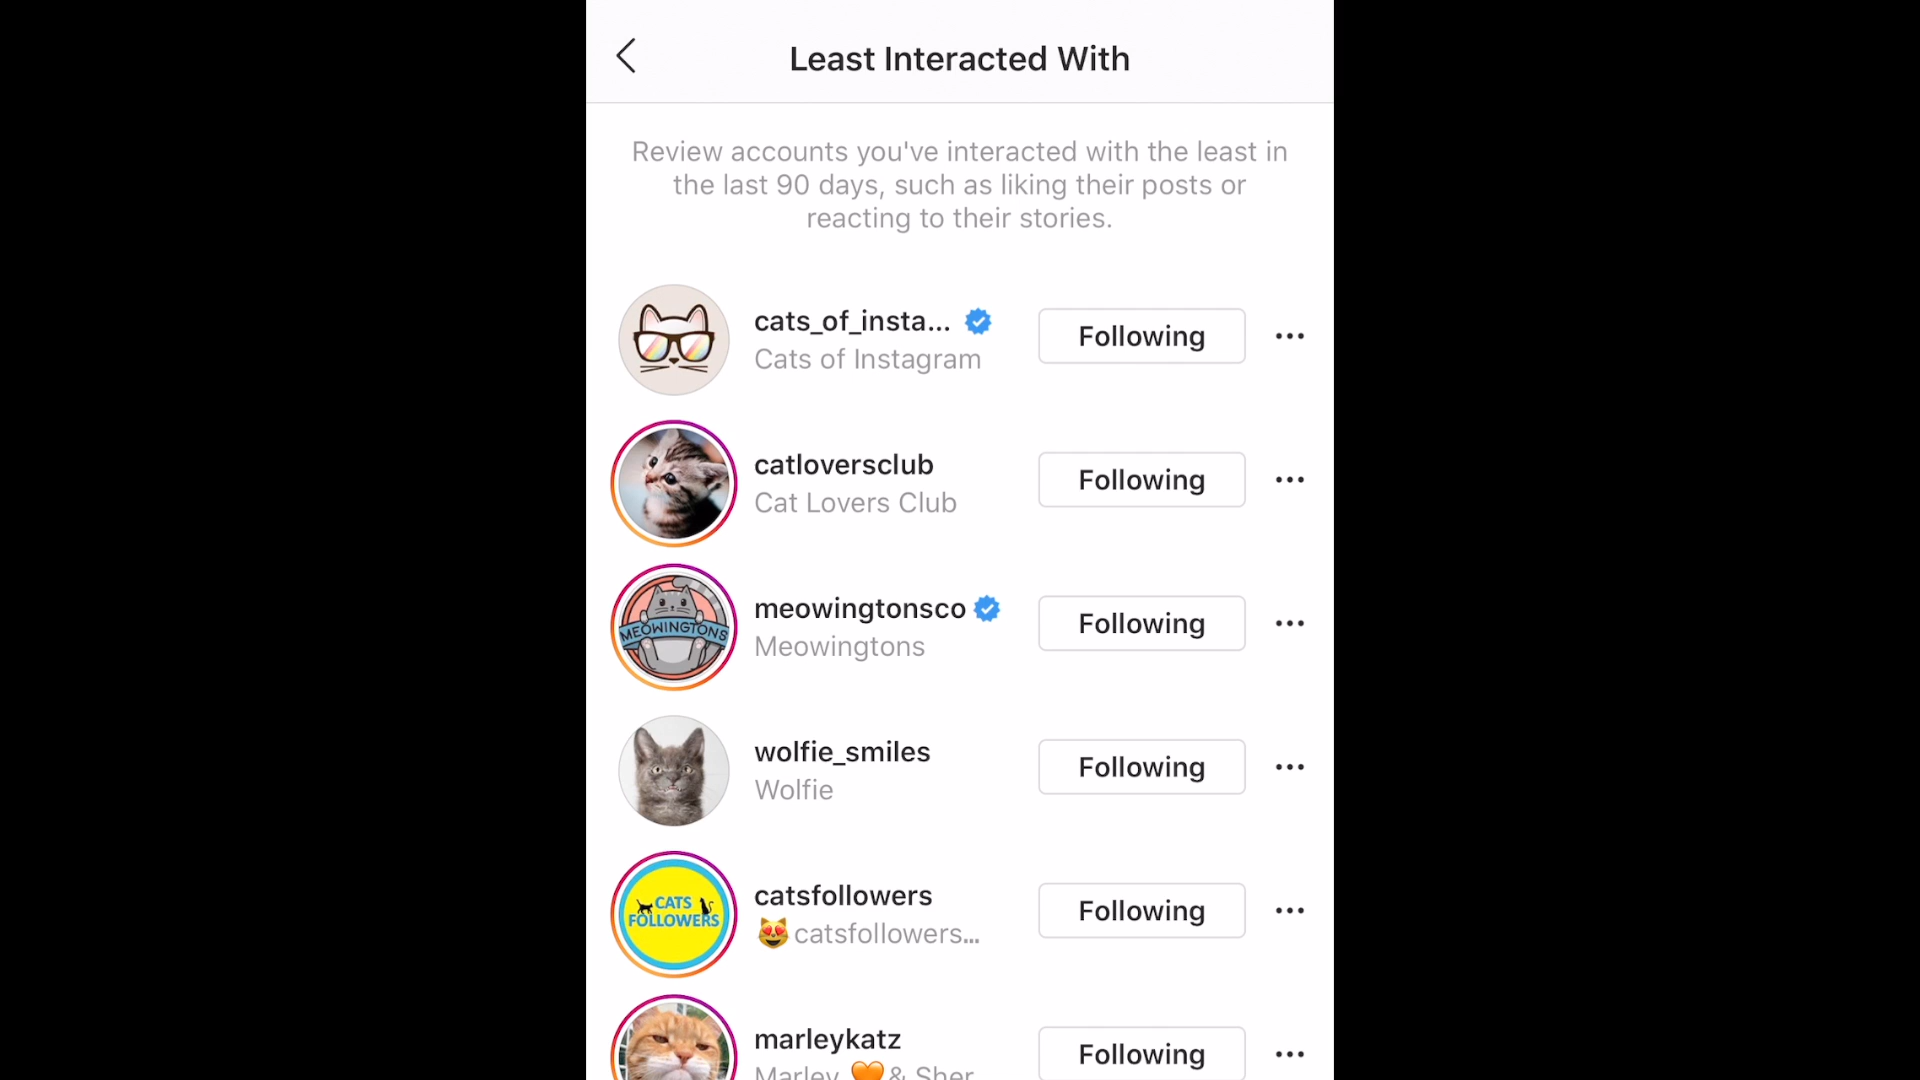 Least Interacted With
Review accounts you've interacted with the least in
the last 90 days, such as liking their posts or
reacting to their stories.
cats_of_insta...
Cats of Instagram
Following
catloversclub
Cat Lovers Club
Following
MEOWINGTONS
meowingtonsco
Meowingtons
Following
wolfie_smiles
Wolfie
Following
CATS
FOLLOWERS
catsfollowers
😻catsfollowers...
Following
marleykatz
Marley 🧡& Sher
Following